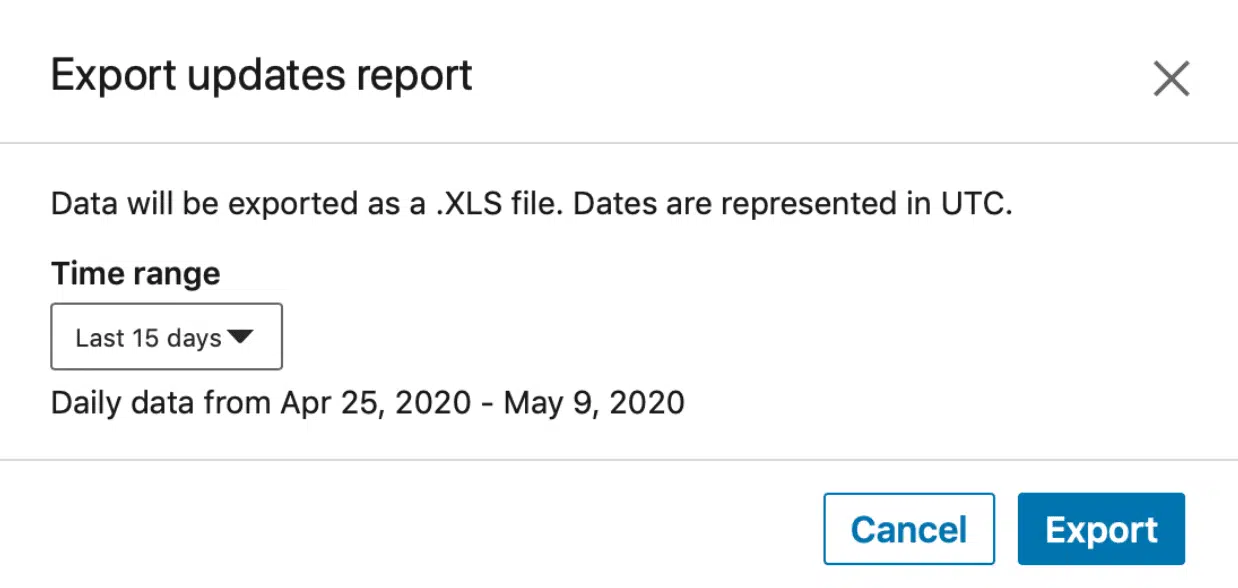 Export updates report
Data will be exported as a .XLS file. Dates are represented in UTC.
Time range
Last 15 days
Daily data from Apr 25, 2020 - May 9, 2020
Cancel Export